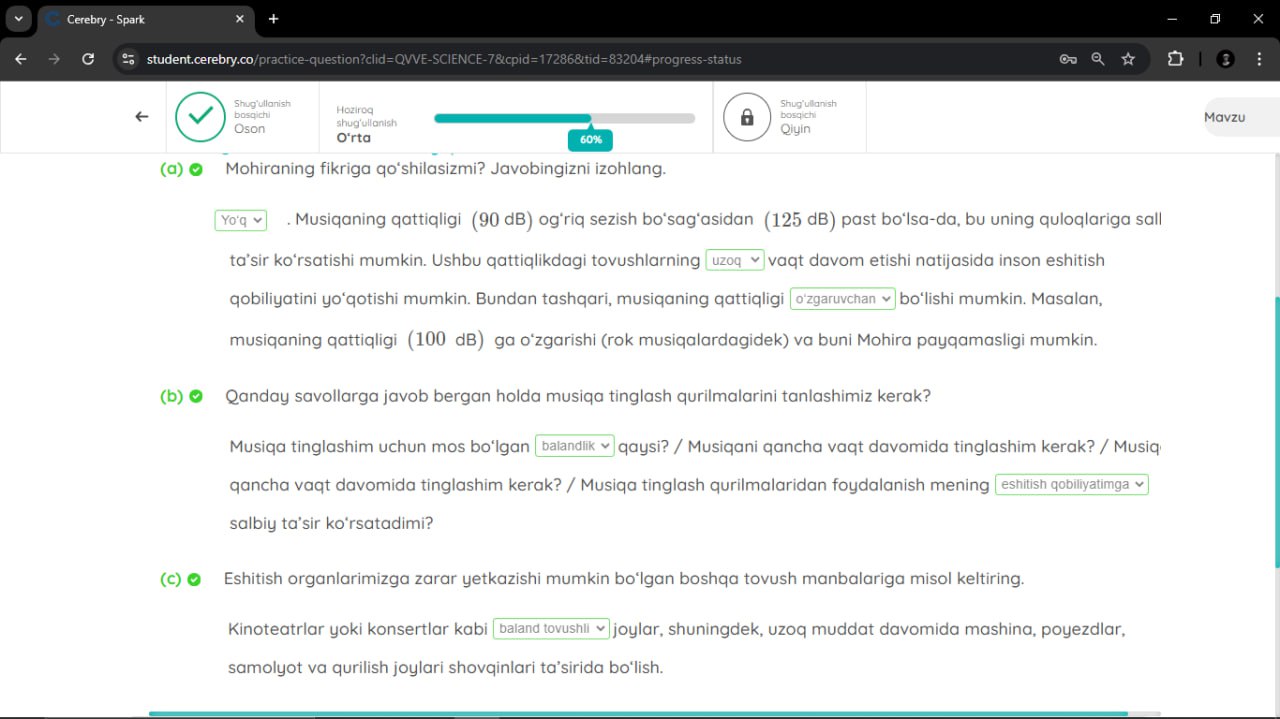 Cerebry - Spark
student.cerebry.co/practice-question?clid=QVVE-SCIENCE-7&cpid=17286&tid=83204#progress-status
Shug'ullanish
bosqichi
Oson
Hoziroq
shug'ullanish
O'rta
60%
Shug'ullanish
bosqichi
Qiyin
Mavzu
(a) Mohiraning fikriga qo'shilasizmi? Javobingizni izohlang.
Yo'q . Musiqaning qattiqligi (90 dB) og'riq sezish bo'sag'asidan (125 dB) past bo'lsa-da, bu uning quloqlariga sall
ta'sir ko'rsatishi mumkin. Ushbu qattiqlikdagi tovushlarning uzoq vaqt davom etishi natijasida inson eshitish
qobiliyatini yo'qotishi mumkin. Bundan tashqari, musiqaning qattiqligi o'zgaruvchan bo'lishi mumkin. Masalan,
musiqaning qattiqligi (100 dB) ga o'zgarishi (rok musiqalardagidek) va buni Mohira payqamasligi mumkin.
(b) Qanday savollarga javob bergan holda musiqa tinglash qurilmalarini tanlashimiz kerak?
Musiqa tinglashim uchun mos bo'lgan balandlik qaysi? / Musiqani qancha vaqt davomida tinglashim kerak? / Musiq
qancha vaqt davomida tinglashim kerak? / Musiqa tinglash qurilmalaridan foydalanish mening eshitish qobiliyatimga
salbiy ta'sir ko'rsatadimi?
(c) Eshitish organlarimizga zarar yetkazishi mumkin bo'lgan boshqa tovush manbalariga misol keltiring.
Kinoteatrlar yoki konsertlar kabi baland tovushli joylar, shuningdek, uzoq muddat davomida mashina, poyezdlar,
samolyot va qurilish joylari shovqinlari ta'sirida bo'lish.